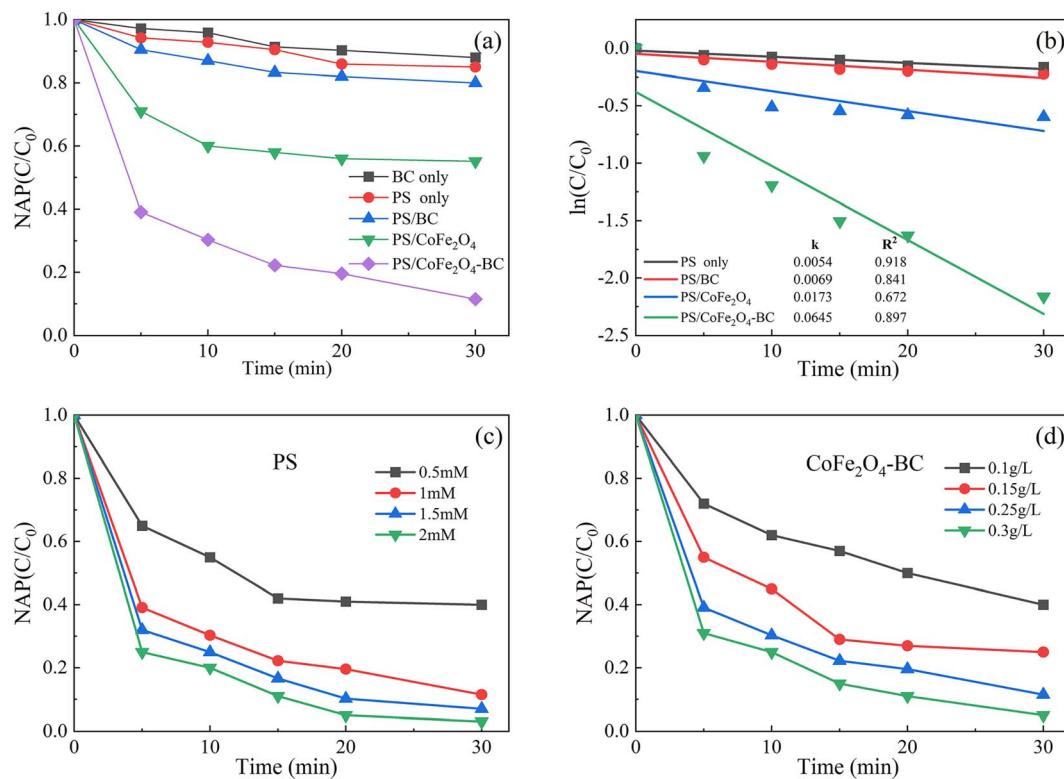 (a)
NAP(C/C₀)
1.0
0.8
0.6
0.4
0.2
0.0
0
10
20
30
Time (min)
BC only
PS only
PS/BC
PS/CoFe₂O₄
PS/CoFe₂O₄-BC
(b)
ln(C/C₀)
0.0
-0.5
-1.0
-1.5
-2.0
-2.5
0
10
20
30
Time (min)
k R²
PS only 0.0054 0.918
PS/BC 0.0069 0.841
PS/CoFe₂O₄ 0.0173 0.672
PS/CoFe₂O₄-BC 0.0645 0.897
(c)
PS
NAP(C/C₀)
1.0
0.8
0.6
0.4
0.2
0.0
0
10
20
30
Time (min)
0.5mM
1mM
1.5mM
2mM
(d)
CoFe₂O₄-BC
NAP(C/C₀)
1.0
0.8
0.6
0.4
0.2
0.0
0
10
20
30
Time (min)
0.1g/L
0.15g/L
0.25g/L
0.3g/L